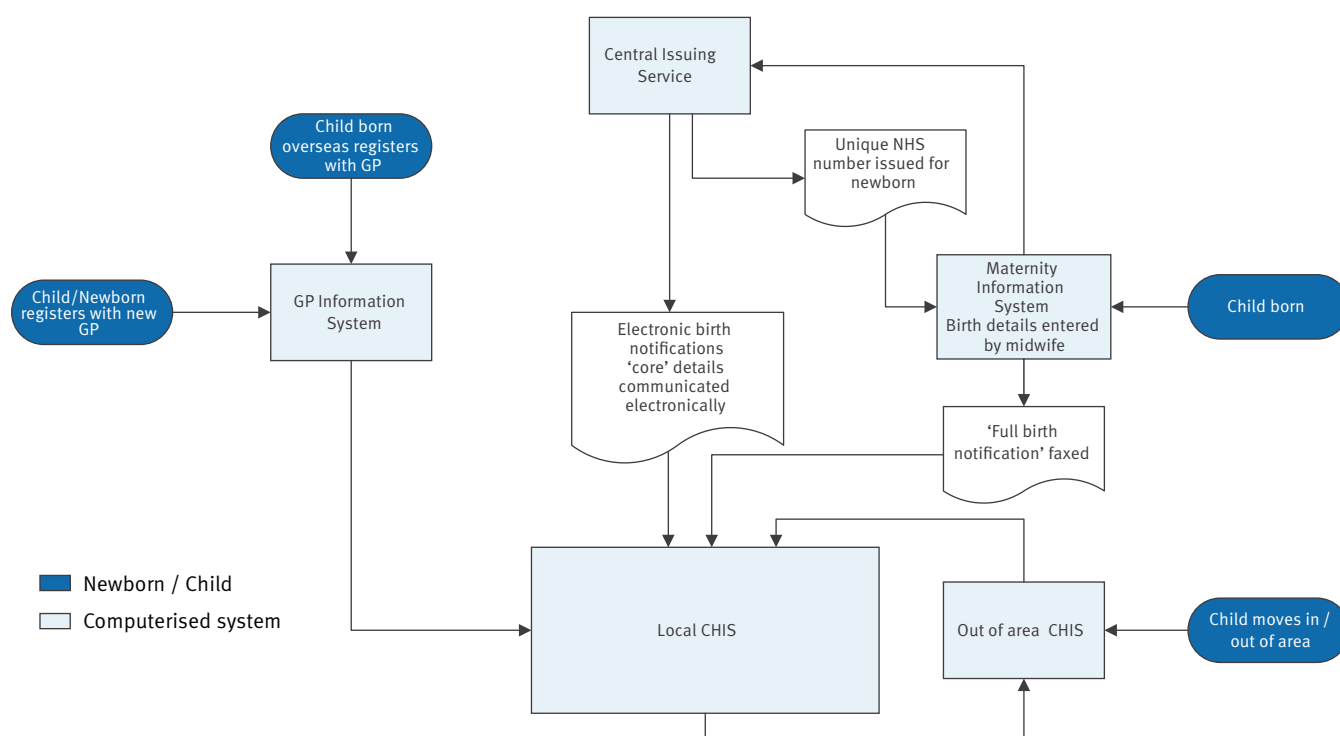 Central Issuing
Service
Child born
overseas registers
with GP
Unique NHS
number issued for
newborn
Child/Newborn
registers with new
GP
GP Information
System
Maternity
Information
System
Birth details entered
by midwife
Child born
Electronic birth
notifications
‘core’ details
communicated
electronically
‘Full birth
notification’ faxed
Newborn / Child
Computerised system
Local CHIS
Out of area CHIS
Child moves in /
out of area